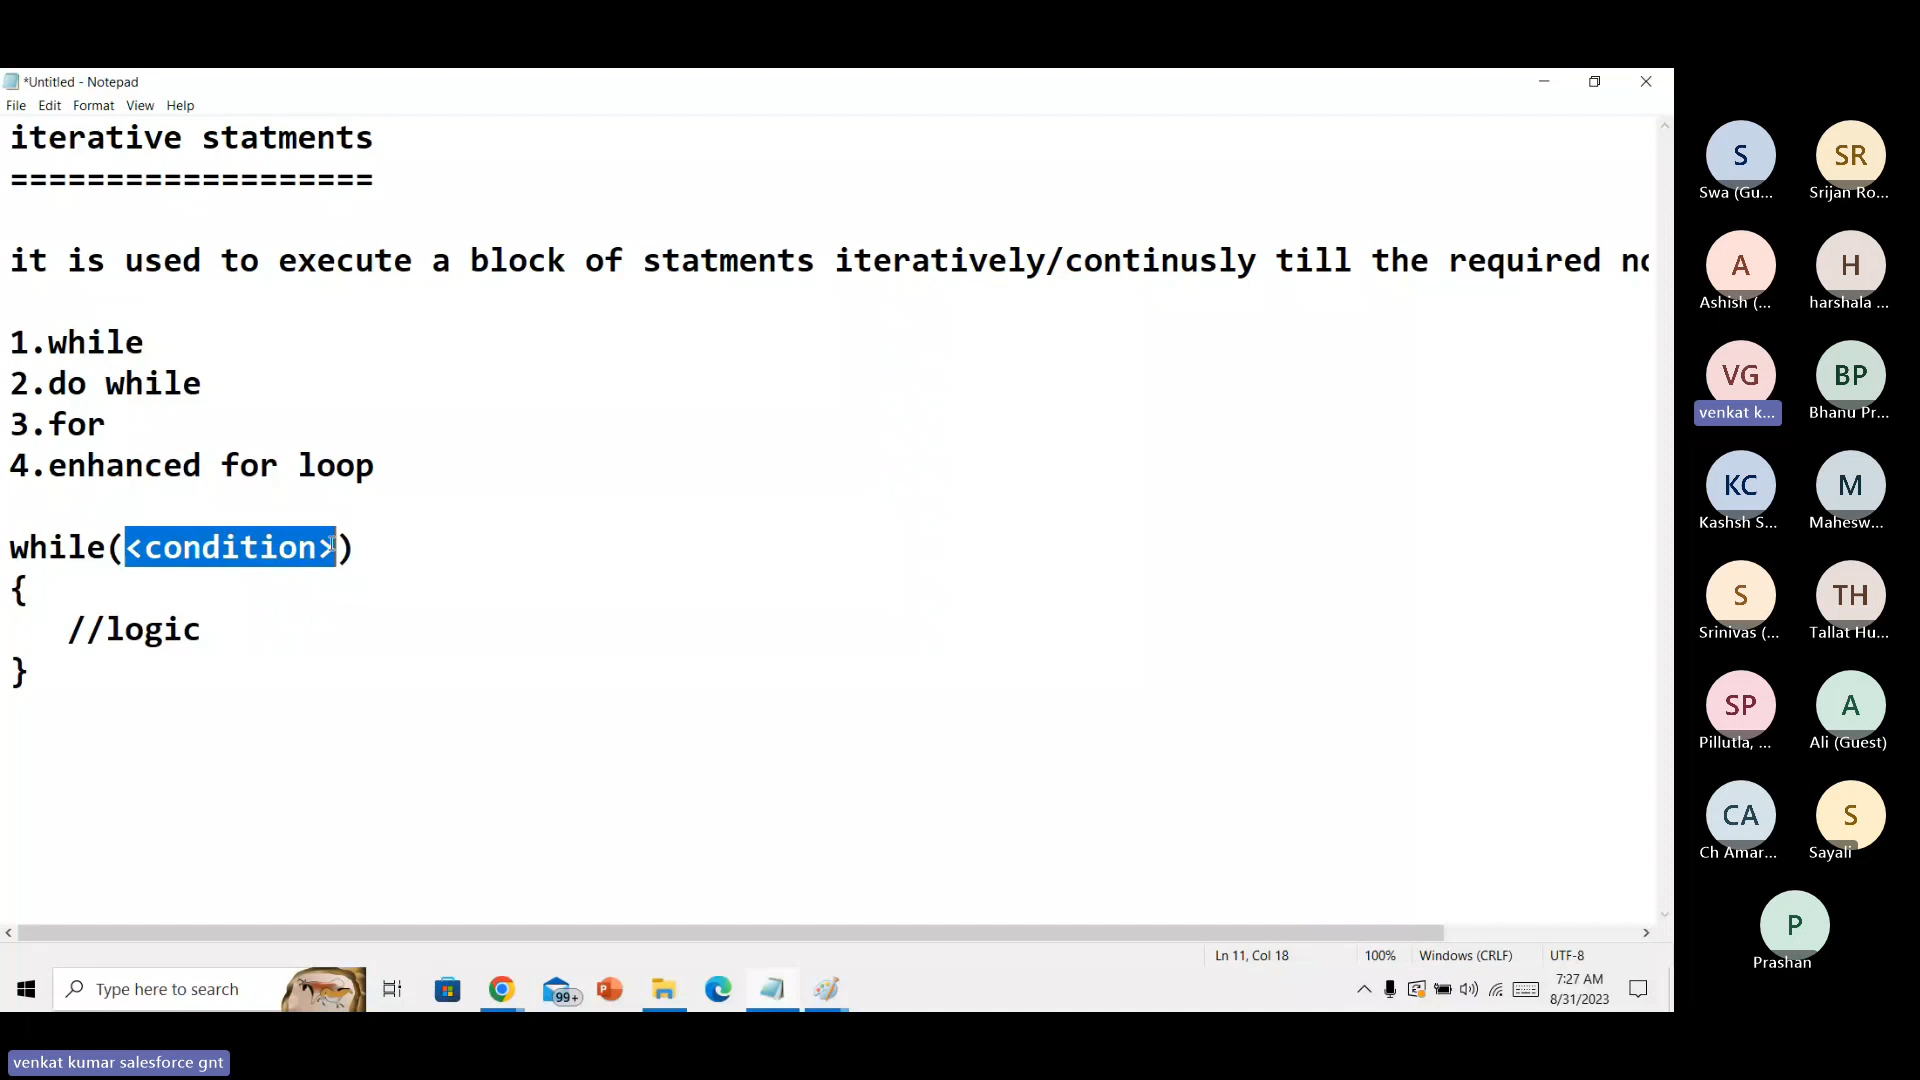 *Untitled - Notepad
File Edit Format View Help
iterative statments
===================
it is used to execute a block of statments iteratively/continusly till the required
1.while
2.do while
3.for
4.enhanced for loop
while(<condition>)
{
//logic
}
Ln 11, Col 18
100%
Windows (CRLF)
UTF-8
Type here to search
99+
7:27 AM
8/31/2023
S
Swa (Gu...
SR
Srijan Ro...
A
Ashish (...
H
harshala ...
VG
venkat k...
BP
Bhanu Pr...
KC
Kashsh S...
M
Mahesw...
S
Srinivas (...
TH
Tallat Hu...
SP
Pillutla, ...
A
Ali (Guest)
CA
Ch Amar...
S
Sayali
P
Prashan
venkat kumar salesforce gnt